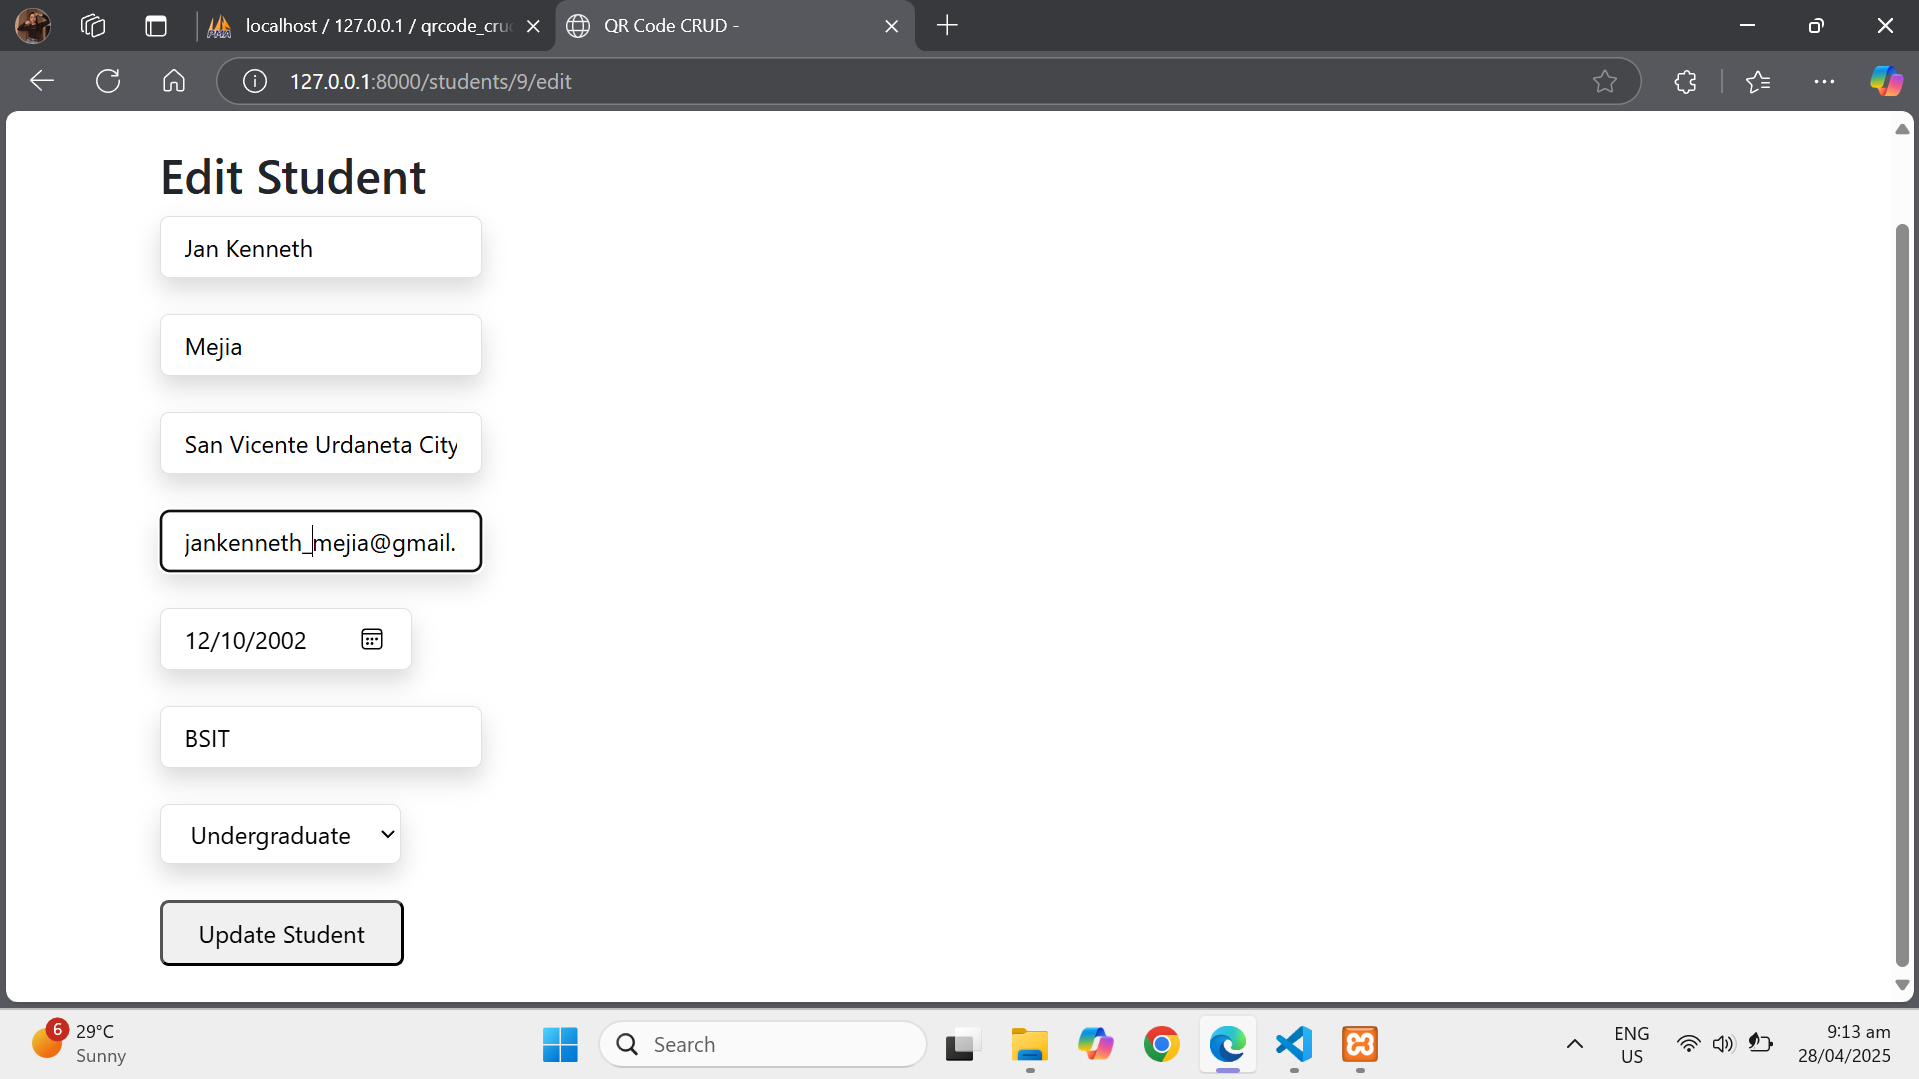 localhost / 127.0.0.1 / qrcode_cru
QR Code CRUD -
127.0.0.1:8000/students/9/edit
Edit Student
Jan Kenneth
Mejia
San Vicente Urdaneta City
jankenneth_mejia@gmail.
12/10/2002
BSIT
Undergraduate
Update Student
6
29°C
Sunny
Search
ENG
US
9:13 am
28/04/2025